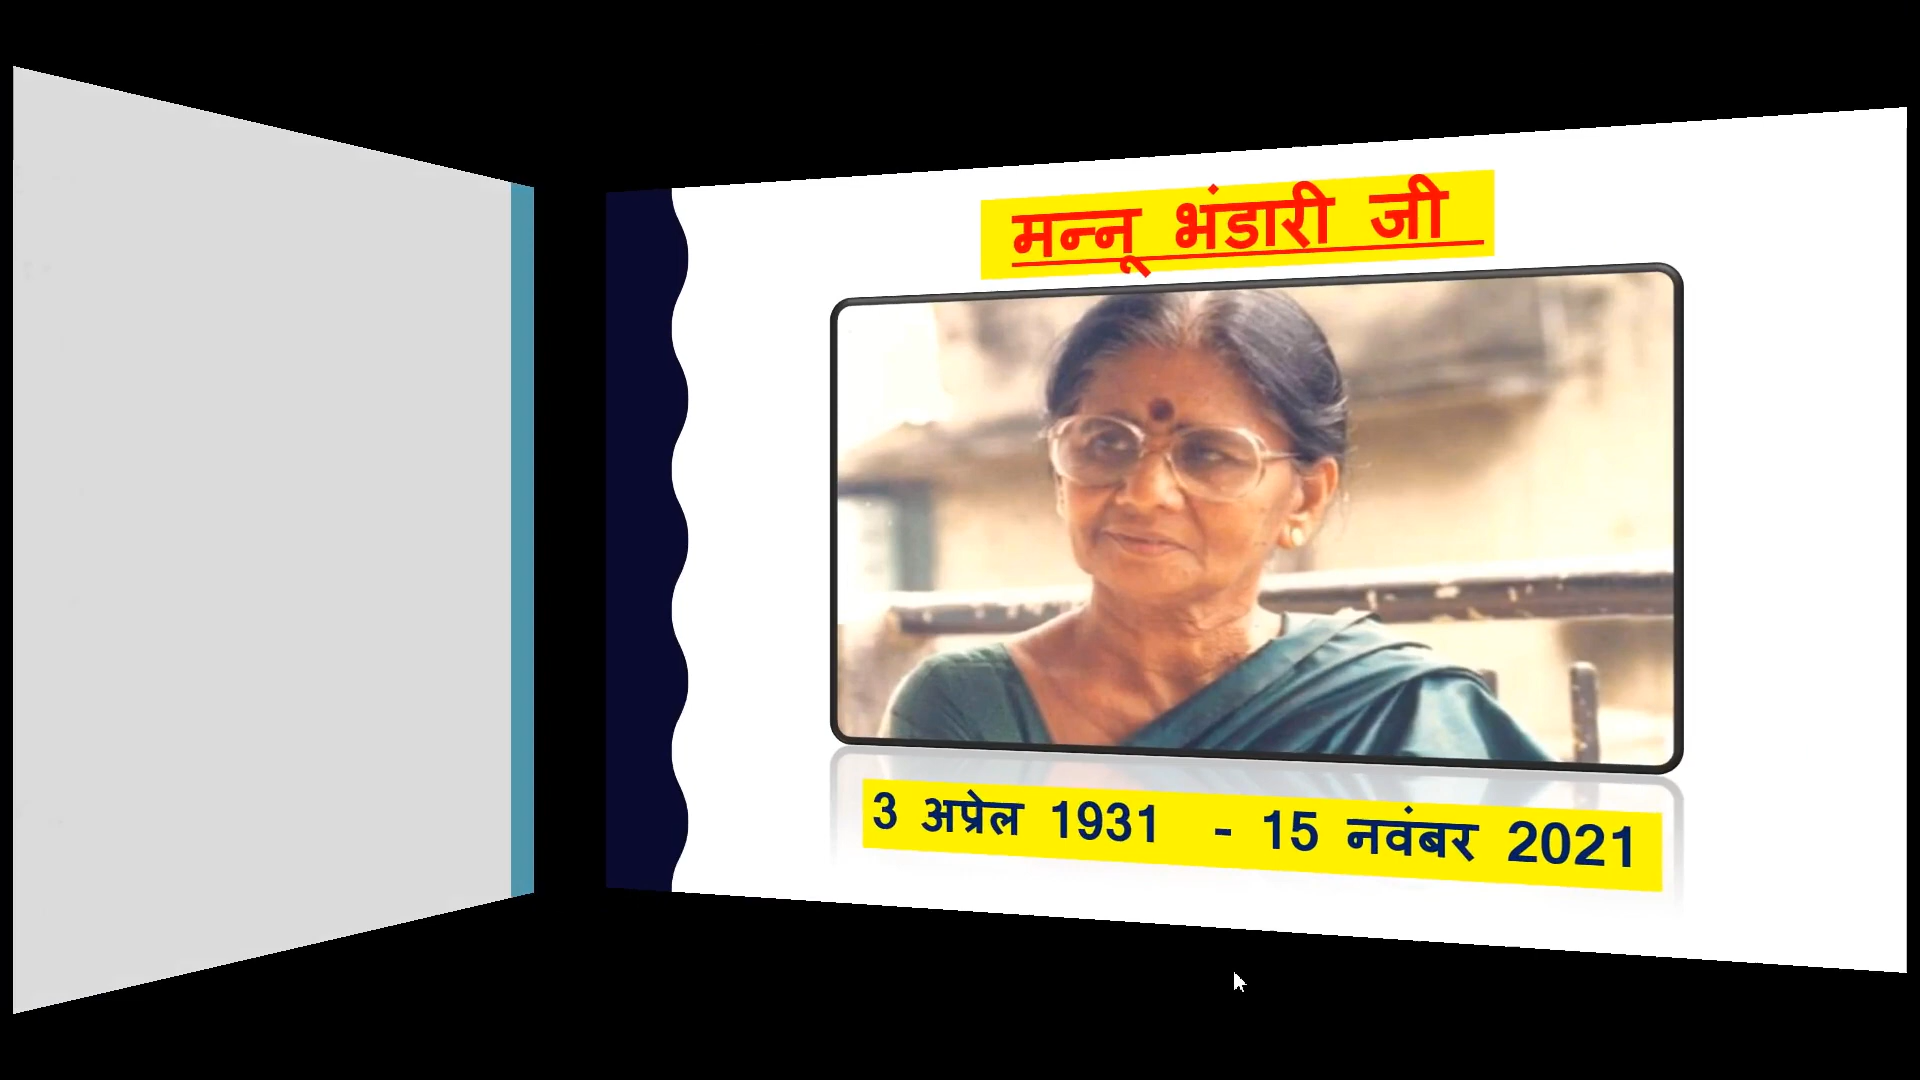 मन्नू भंडारी जी
3 अप्रेल 1931 - 15 नवंबर 2021